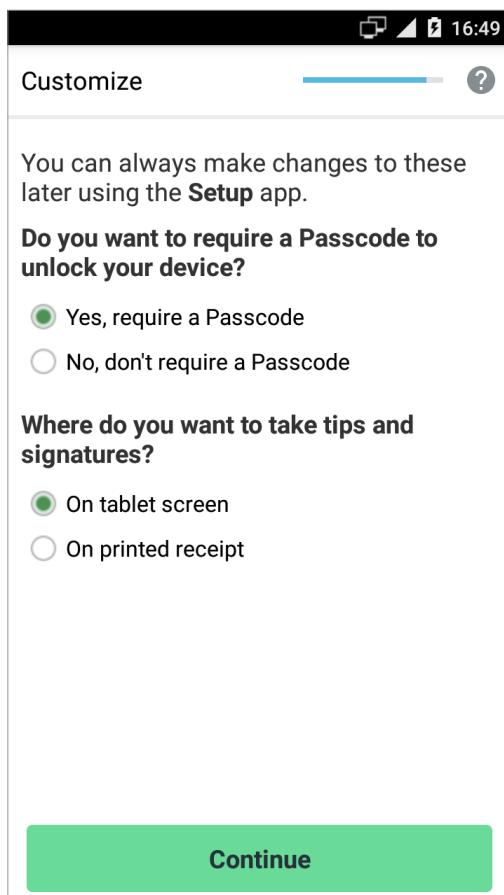 16:49
Customize
?
You can always make changes to these
later using the Setup app.
Do you want to require a Passcode to
unlock your device?
Yes, require a Passcode
No, don't require a Passcode
Where do you want to take tips and
signatures?
On tablet screen
On printed receipt
Continue